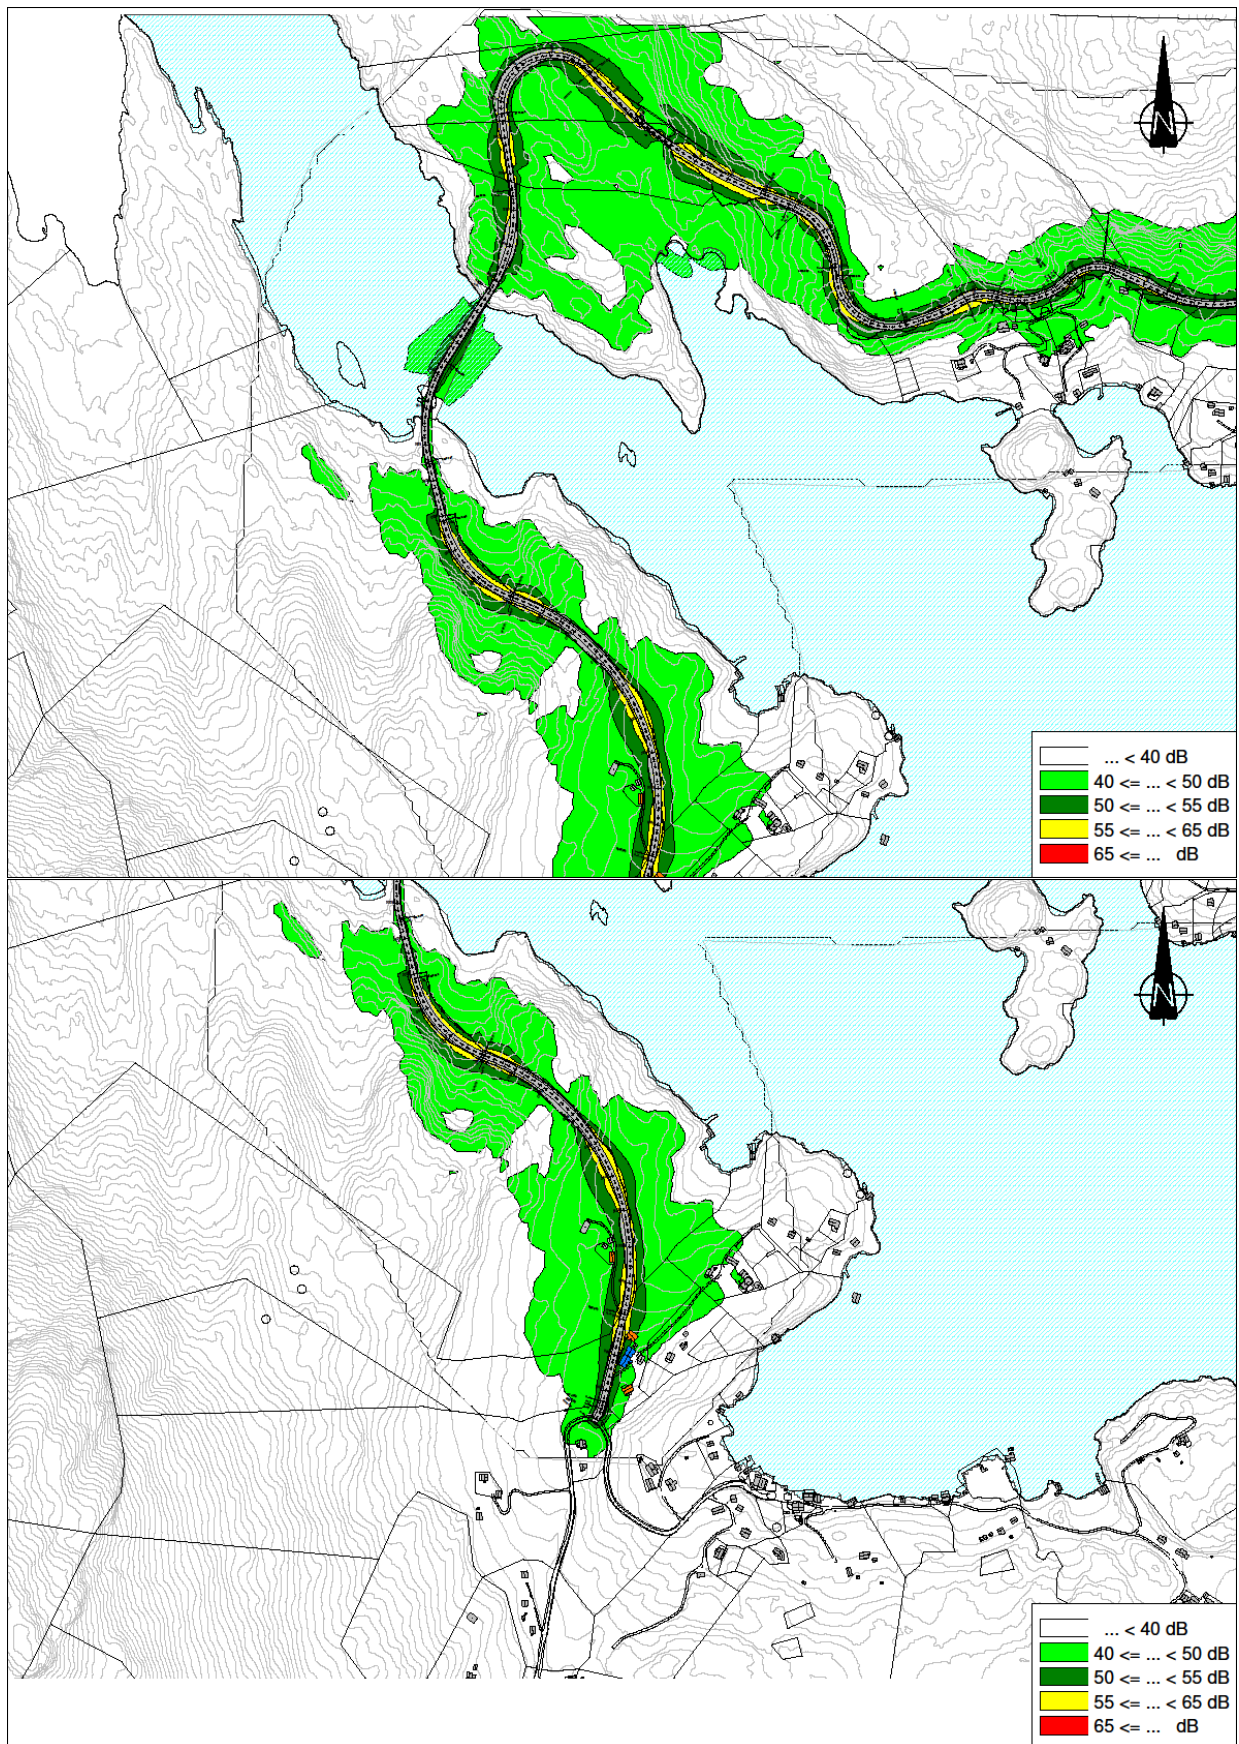 N
... < 40 dB
40 <= ... < 50 dB
50 <= ... < 55 dB
55 <= ... < 65 dB
65 <= ... dB
N
... < 40 dB
40 <= ... < 50 dB
50 <= ... < 55 dB
55 <= ... < 65 dB
65 <= ... dB